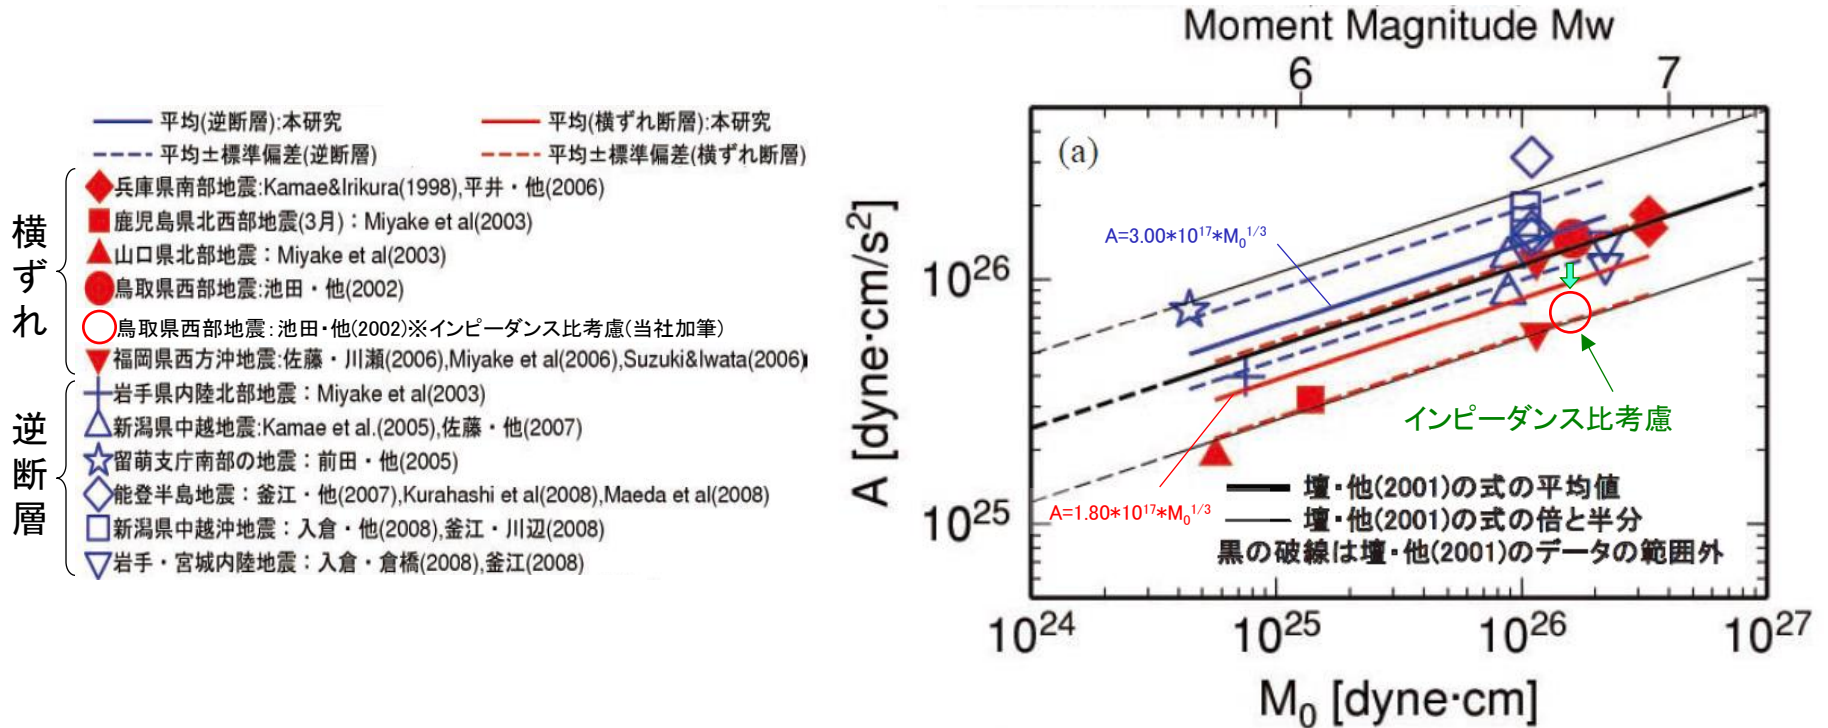 平均(逆断層):本研究
平均(横ずれ断層):本研究
平均±標準偏差(逆断層)
平均±標準偏差(横ずれ断層)
横ずれ
兵庫県南部地震:Kamae&Irikura(1998),平井・他(2006)
鹿児島県北西部地震(3月)：Miyake et al(2003)
山口県北部地震：Miyake et al(2003)
鳥取県西部地震:池田・他(2002)
鳥取県西部地震:池田・他(2002)※インピーダンス比考慮(当社加筆)
福岡県西方沖地震:佐藤・川瀬(2006),Miyake et al(2006),Suzuki&Iwata(2006)
逆断層
岩手県内陸北部地震：Miyake et al(2003)
新潟県中越地震:Kamae et al.(2005),佐藤・他(2007)
留萌支庁南部の地震：前田・他(2005)
能登半島地震：釜江・他(2007),Kurahashi et al(2008),Maeda et al(2008)
新潟県中越沖地震：入倉・他(2008),釜江・川辺(2008)
岩手・宮城内陸地震：入倉・倉橋(2008),釜江(2008)
Moment Magnitude Mw
6
7
(a)
A=3.00*10^17*M₀^1/3
A [dyne·cm/s²]
10²⁶
10²⁵
インピーダンス比考慮
A=1.80*10^17*M₀^1/3
壇・他(2001)の式の平均値
壇・他(2001)の式の倍と半分
黒の破線は壇・他(2001)のデータの範囲外
10²⁴
10²⁵
10²⁶
10²⁷
M₀ [dyne·cm]